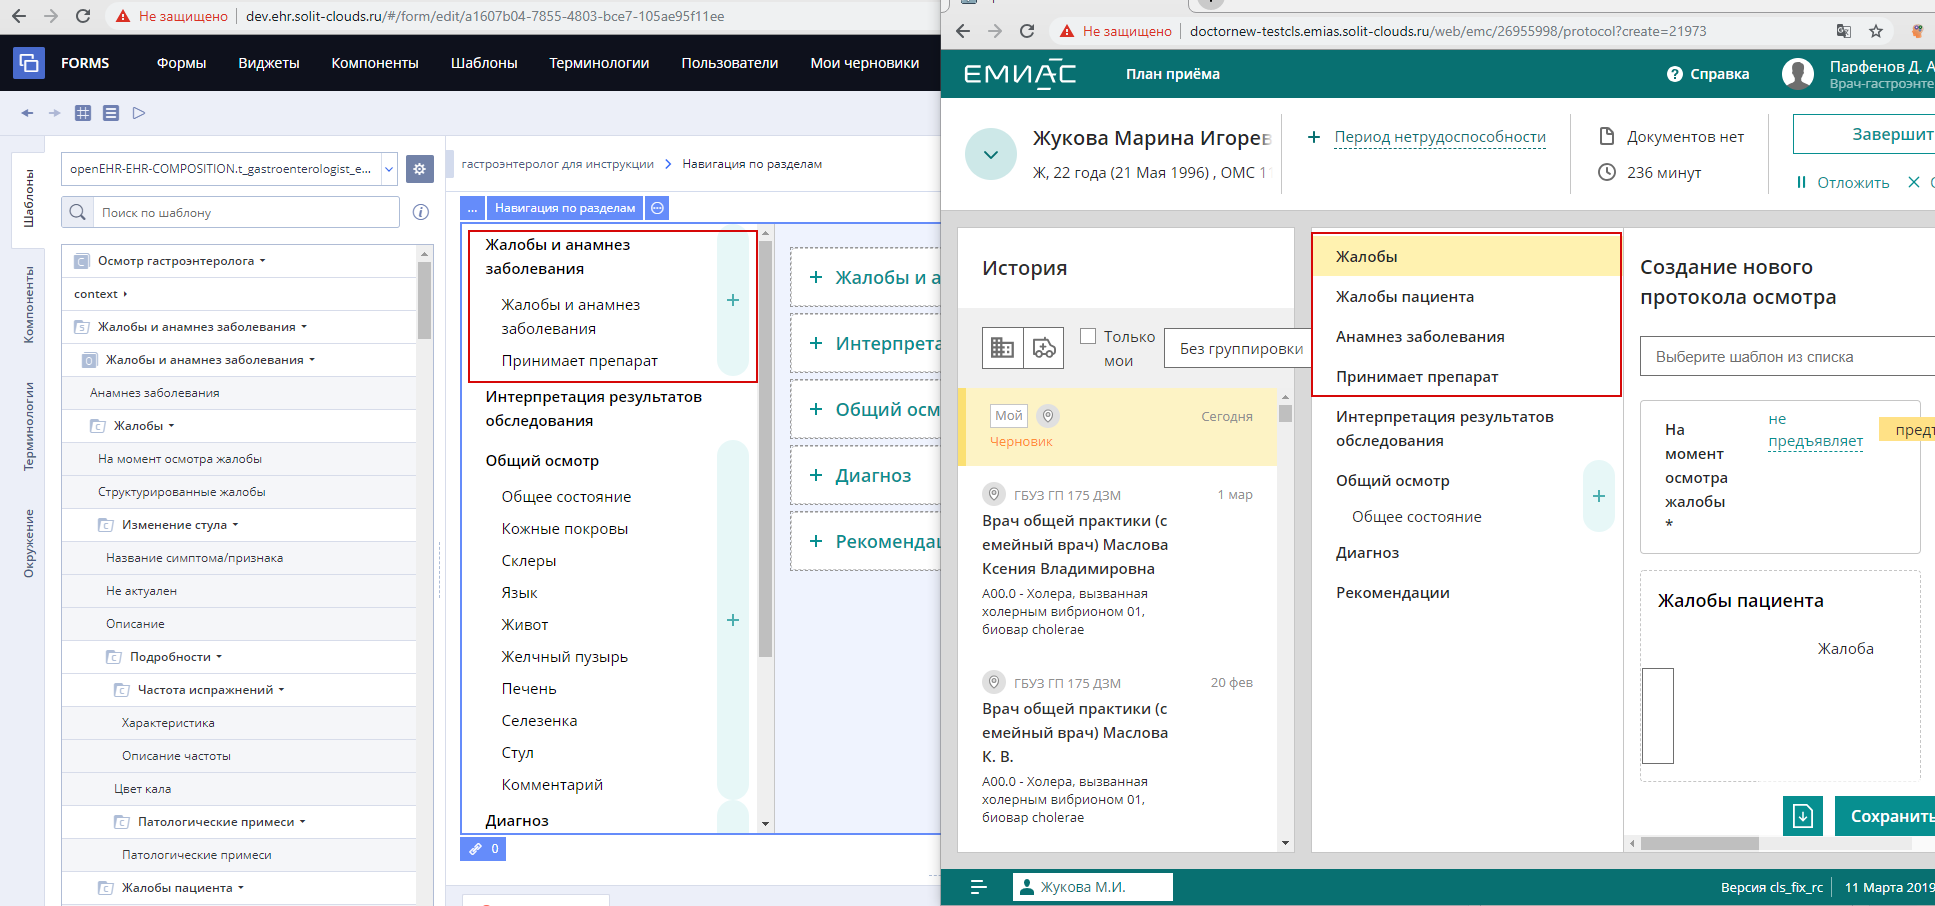 Не защищено
dev.ehr.solit-clouds.ru/#/form/edit/a1607b04-7855-4803-bce7-105ae95f11ee
FORMS
Формы
Виджеты
Компоненты
Шаблоны
Терминологии
Пользователи
Мои черновики
Шаблоны
Компоненты
Терминологии
Окружение
openEHR-EHR-COMPOSITION.t_gastroenterologist_e...
Поиск по шаблону
Осмотр гастроэнтеролога
context
Жалобы и анамнез заболевания
Жалобы и анамнез заболевания
Анамнез заболевания
Жалобы
На момент осмотра жалобы
Структурированные жалобы
Изменение стула
Название симптома/признака
Не актуален
Описание
Подробности
Частота испражнений
Характеристика
Описание частоты
Цвет кала
Патологические примеси
Патологические примеси
Жалобы пациента
гастроэнтеролог для инструкции
Навигация по разделам
...
Навигация по разделам
Жалобы и анамнез
заболевания
Жалобы и анамнез
заболевания
Принимает препарат
Интерпретация результатов
обследования
Общий осмотр
Общее состояние
Кожные покровы
Склеры
Язык
Живот
Желчный пузырь
Печень
Селезенка
Стул
Комментарий
Диагноз
0
+ Жалобы и а
+ Интерпрета
+ Общий осм
+ Диагноз
+ Рекомендац
Не защищено
doctornew-testcls.emias.solit-clouds.ru/web/emc/26955998/protocol?create=21973
ЕМИАС
План приёма
Справка
Парфенов Д. А
Врач-гастроэнте
Жукова Марина Игорев
Ж, 22 года (21 Мая 1996) , ОМС 1
+ Период нетрудоспособности
Документов нет
236 минут
Завершит
Отложить
История
Только
мои
Без группировки
Мой
Сегодня
Черновик
ГБУЗ ГП 175 ДЗМ
1 мар
Врач общей практики (с
емейный врач) Маслова
Ксения Владимировна
A00.0 - Холера, вызванная
холерным вибрионом 01,
биовар cholerae
ГБУЗ ГП 175 ДЗМ
20 фев
Врач общей практики (с
емейный врач) Маслова
К. В.
A00.0 - Холера, вызванная
холерным вибрионом 01,
биовар cholerae
Жалобы
Жалобы пациента
Анамнез заболевания
Принимает препарат
Интерпретация результатов
обследования
Общий осмотр
Общее состояние
Диагноз
Рекомендации
Создание нового
протокола осмотра
Выберите шаблон из списка
На
момент
осмотра
жалобы
*
не
предъявляет
предъ
Жалобы пациента
Жалоба
Сохранить
Жукова М.И.
Версия cls_fix_rc
11 Марта 2019